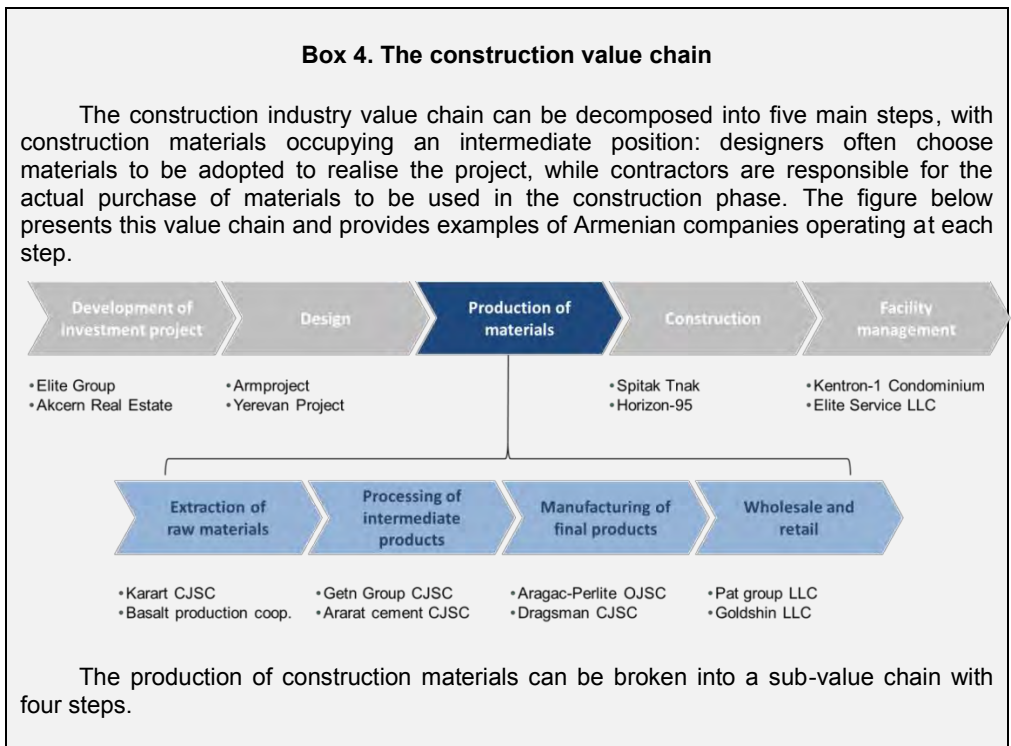 Box 4. The construction value chain
The construction industry value chain can be decomposed into five main steps, with
construction materials occupying an intermediate position: designers often choose
materials to be adopted to realise the project, while contractors are responsible for the
actual purchase of materials to be used in the construction phase. The figure below
presents this value chain and provides examples of Armenian companies operating at each
step.
Development of
investment project
Design
Production of
materials
Construction
Facility
management
•Elite Group
•Akcern Real Estate
•Armproject
•Yerevan Project
•Spitak Tnak
•Horizon-95
•Kentron-1 Condominium
•Elite Service LLC
Extraction of
raw materials
Processing of
intermediate
products
Manufacturing of
final products
Wholesale and
retail
•Karart CJSC
•Basalt production coop.
•Getn Group CJSC
•Ararat cement CJSC
•Aragac-Perlite OJSC
•Dragsman CJSC
•Pat group LLC
•Goldshin LLC
The production of construction materials can be broken into a sub-value chain with
four steps.